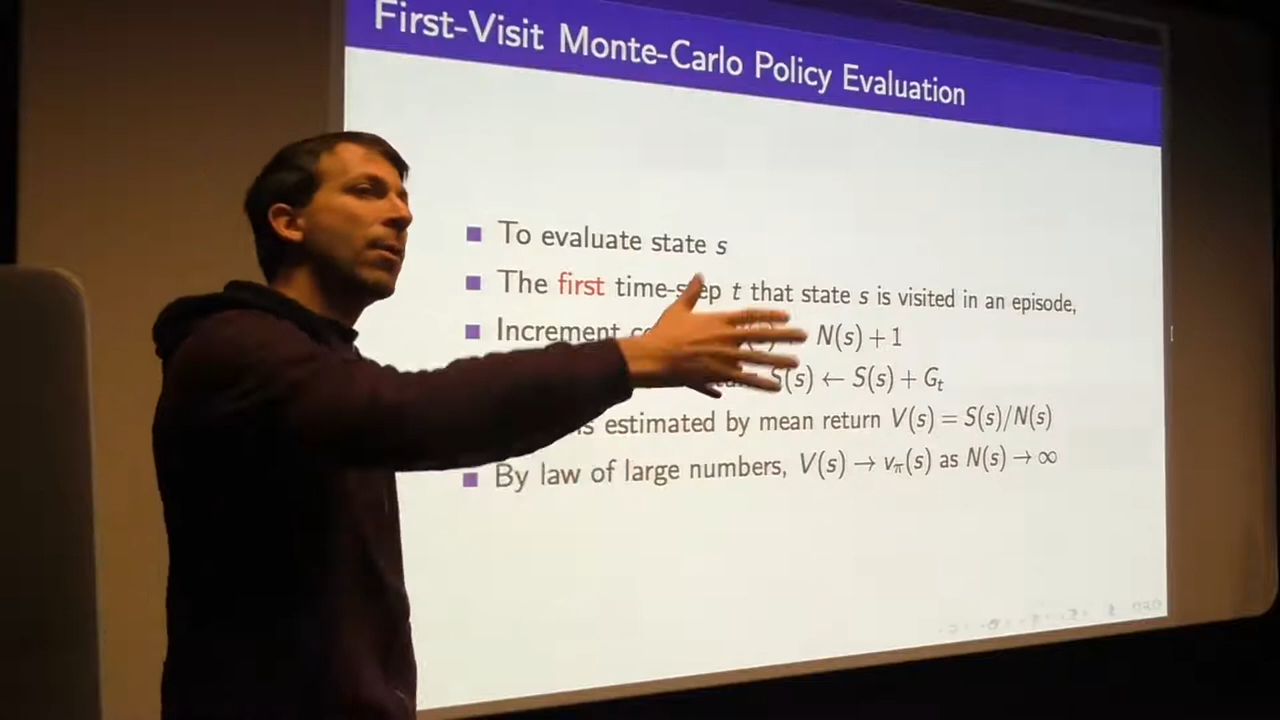 First-Visit Monte-Carlo Policy Evaluation
To evaluate state s
The first time-step t that state s is visited in an episode,
Increment N(s) + 1
S(s) ← S(s) + Gₜ
estimated by mean return V(s) = S(s)/N(s)
By law of large numbers, V(s) → vπ(s) as N(s) → ∞